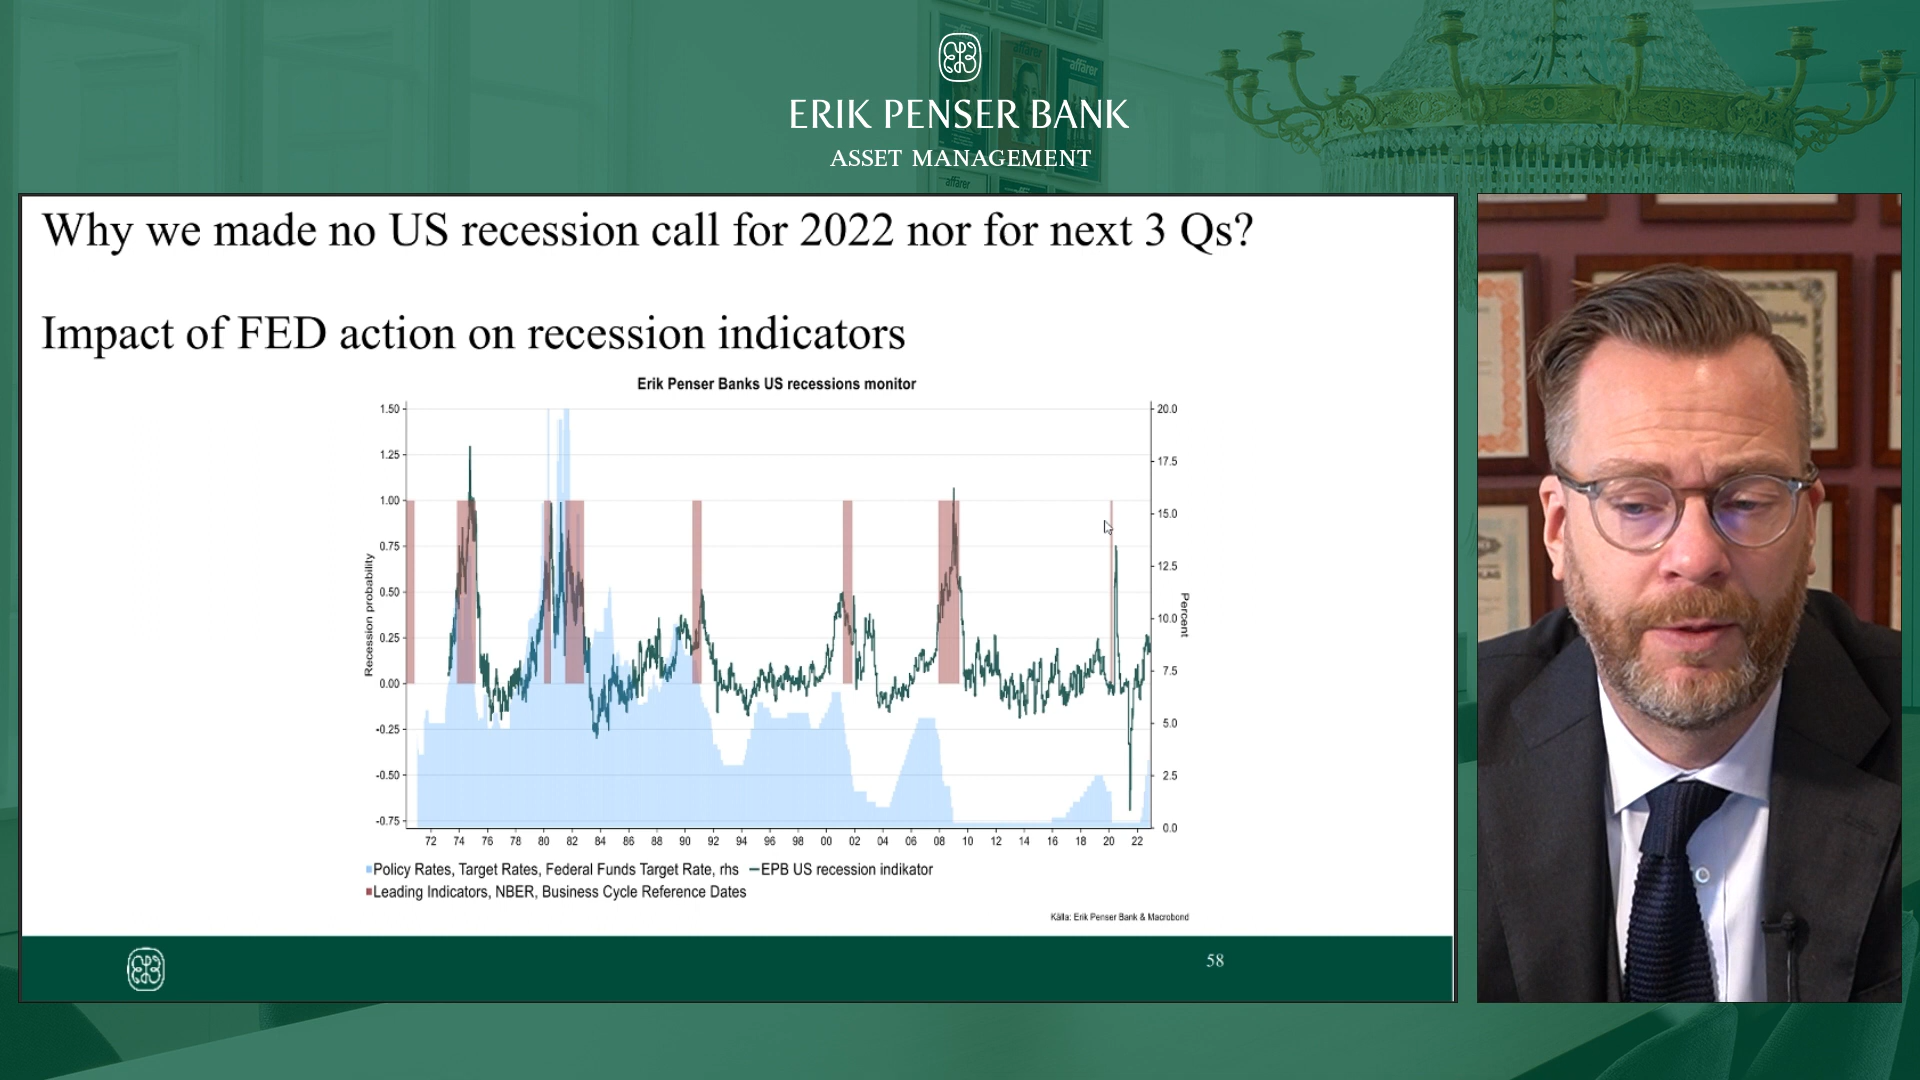 affärer
affärer
ERIK PENSER BANK
ASSET MANAGEMENT
affärer
Why we made no US recession call for 2022 nor for next 3 Qs?
Impact of FED action on recession indicators
Erik Penser Banks US recessions monitor
1.50
1.25
1.00
0.75
0.50
0.25
0.00
-0.25
-0.50
-0.75
Recession probability
20.0
17.5
15.0
12.5
10.0
7.5
5.0
2.5
0.0
Percent
72 74 76 78 80 82 84 86 88 90 92 94 96 98 00 02 04 06 08 10 12 14 16 18 20 22
Policy Rates, Target Rates, Federal Funds Target Rate, rhs EPB US recession indikator
Leading Indicators, NBER, Business Cycle Reference Dates
Källa: Erik Penser Bank & Macrobond
58